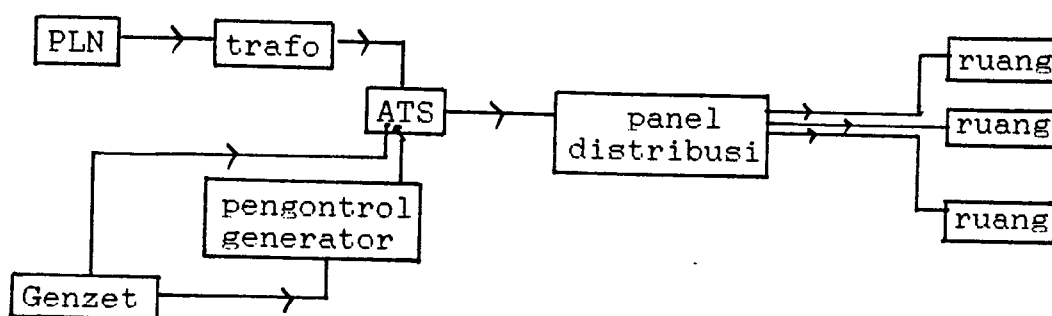 PLN
trafo
ruang
ATS
panel
distribusi
ruang
pengontrol
generator
ruang
Genzet